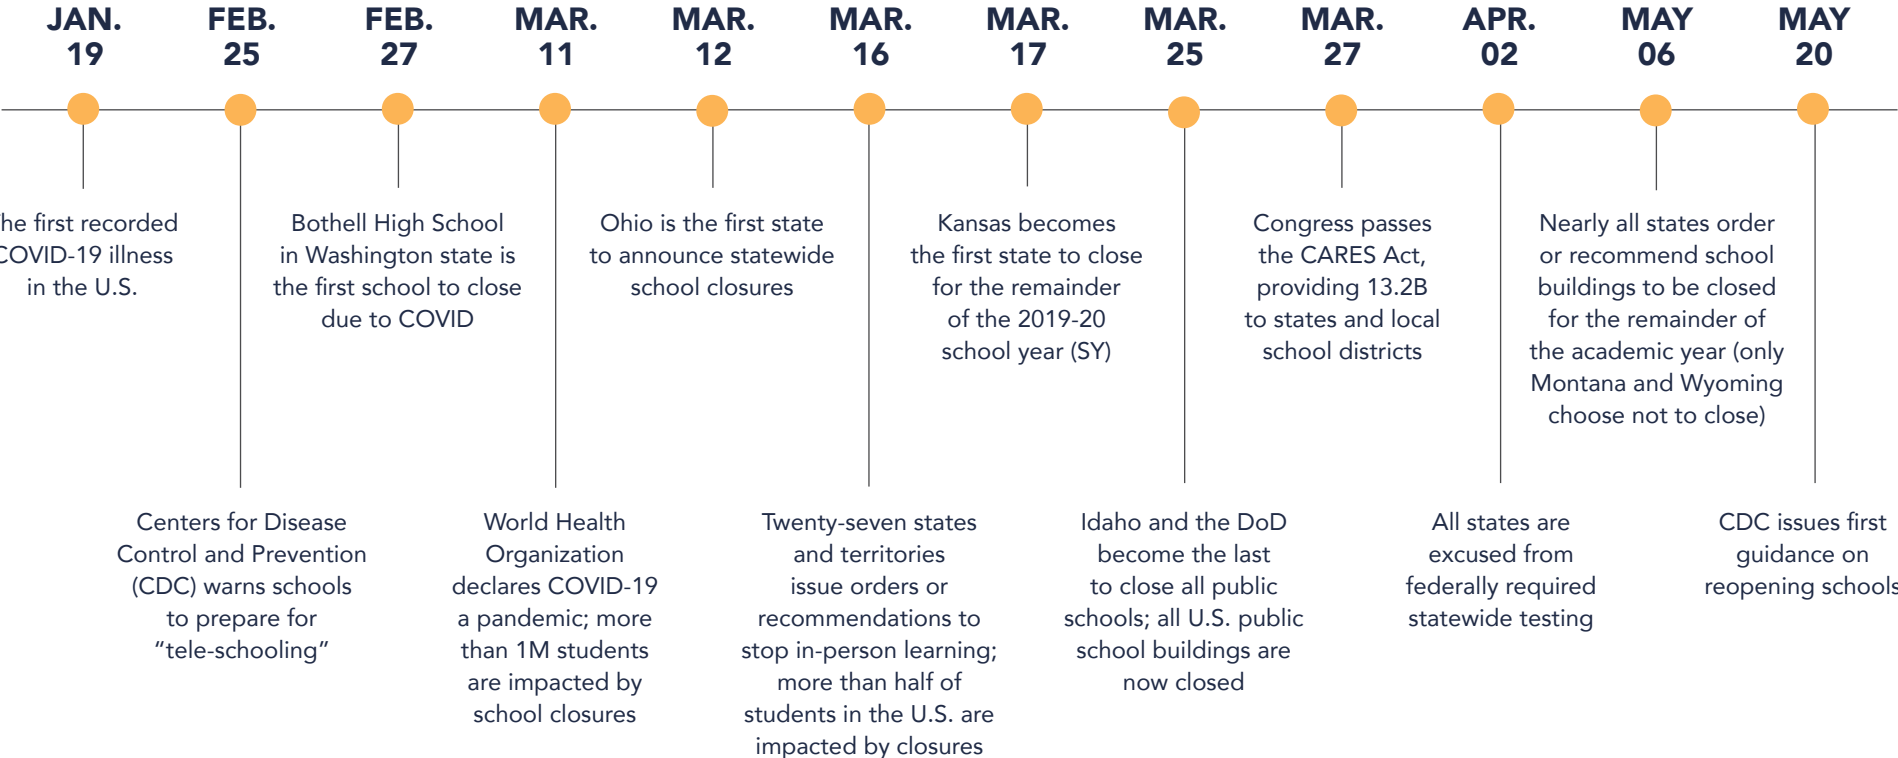 JAN.
19
FEB.
25
FEB.
27
MAR.
11
MAR.
12
MAR.
16
MAR.
17
MAR.
25
MAR.
27
APR.
02
MAY
06
MAY
20
he first recorded
COVID-19 illness
in the U.S.
Bothell High School
in Washington state is
the first school to close
due to COVID
Ohio is the first state
to announce statewide
school closures
Kansas becomes
the first state to close
for the remainder
of the 2019-20
school year (SY)
Congress passes
the CARES Act,
providing 13.2B
to states and local
school districts
Nearly all states order
or recommend school
buildings to be closed
for the remainder of
the academic year (only
Montana and Wyoming
choose not to close)
Centers for Disease
Control and Prevention
(CDC) warns schools
to prepare for
“tele-schooling”
World Health
Organization
declares COVID-19
a pandemic; more
than 1M students
are impacted by
school closures
Twenty-seven states
and territories
issue orders or
recommendations to
stop in-person learning;
more than half of
students in the U.S. are
impacted by closures
Idaho and the DoD
become the last
to close all public
schools; all U.S. public
school buildings are
now closed
All states are
excused from
federally required
statewide testing
CDC issues first
guidance on
reopening schools